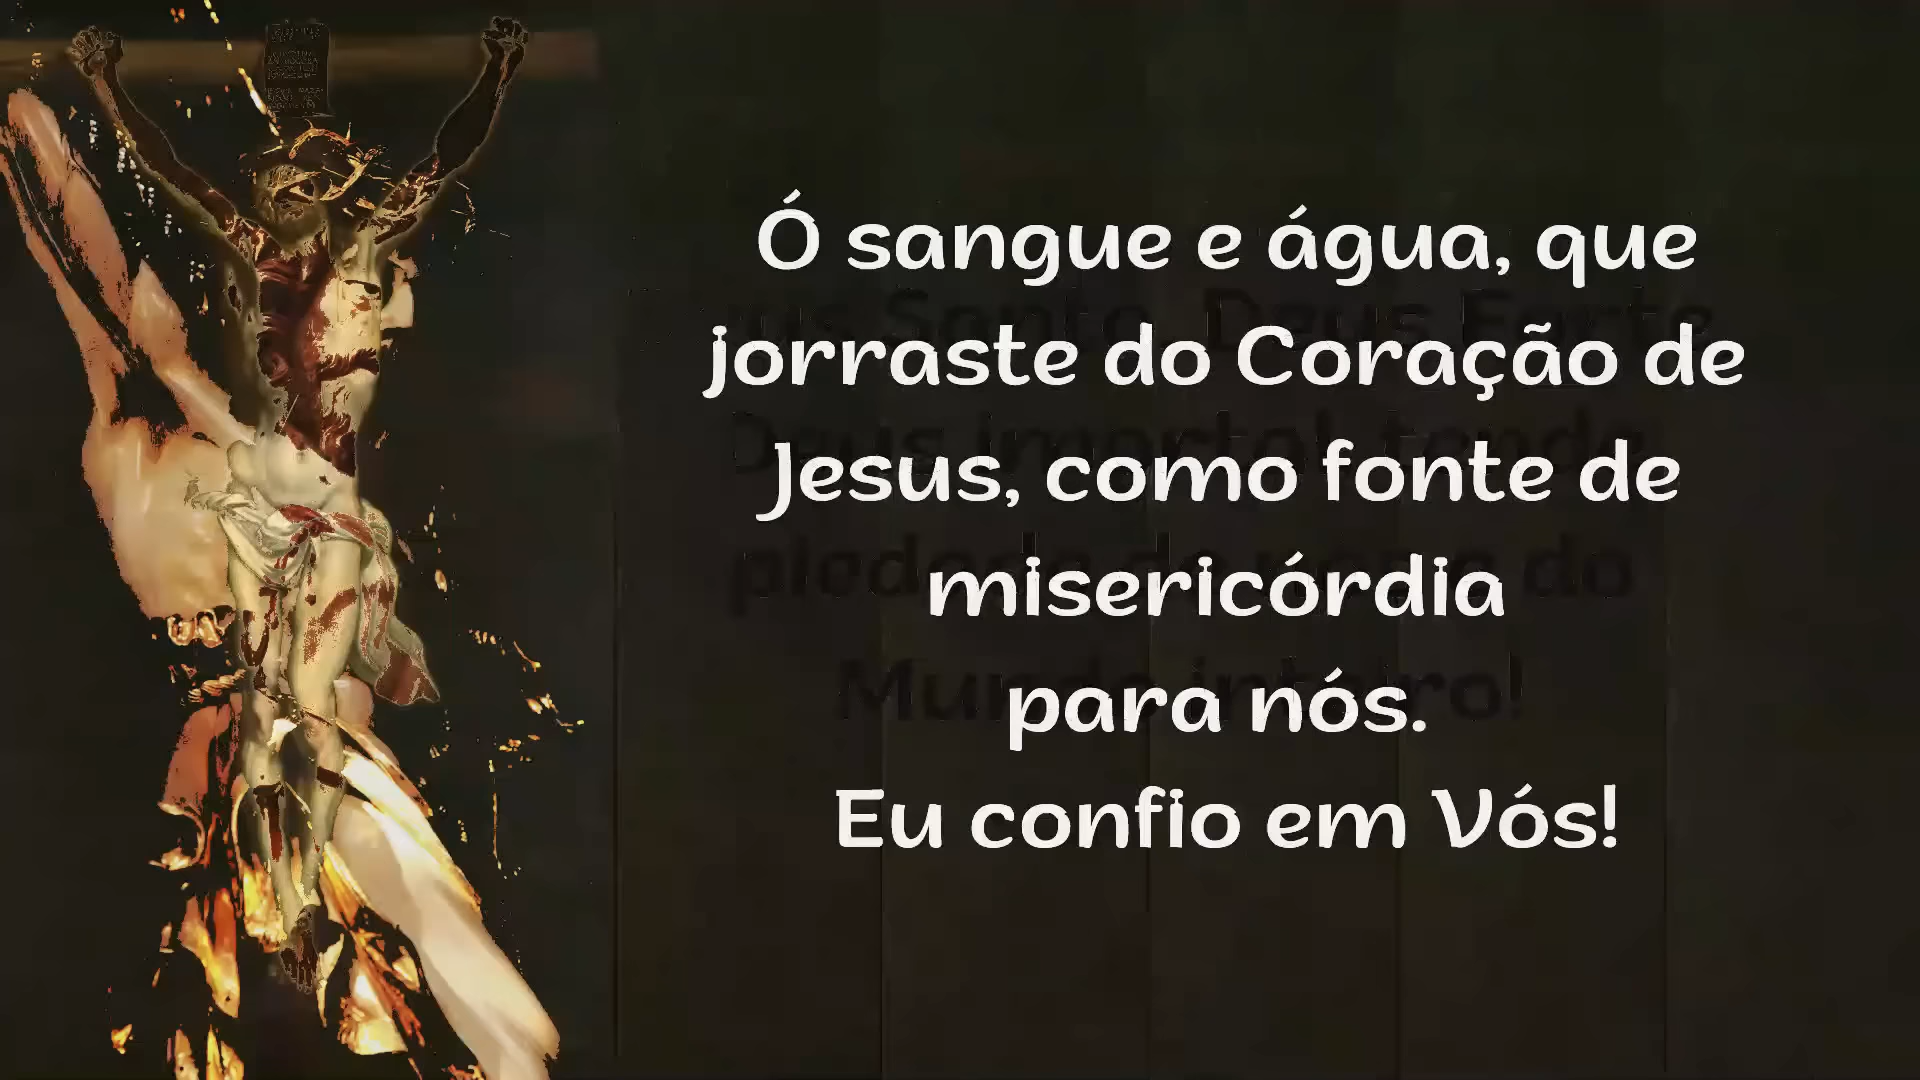 Ó sangue e água, que
jorraste do Coração de
Jesus, como fonte de
misericórdia
para nós.
Eu confio em Vós!